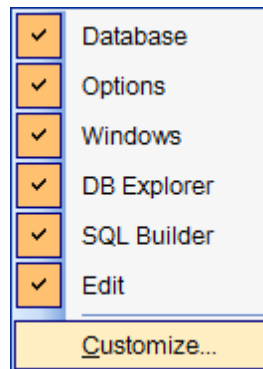 Database
Options
Windows
DB Explorer
SQL Builder
Edit
Customize...